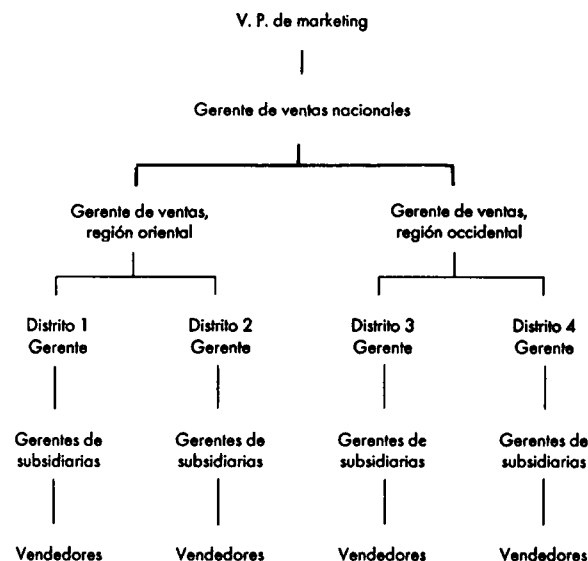 V. P. de marketing
Gerente de ventas nacionales
Gerente de ventas,
región oriental
Gerente de ventas,
región occidental
Distrito 1
Gerente
Distrito 2
Gerente
Distrito 3
Gerente
Distrito 4
Gerente
Gerentes de
subsidiarias
Gerentes de
subsidiarias
Gerentes de
subsidiarias
Gerentes de
subsidiarias
Vendedores
Vendedores
Vendedores
Vendedores